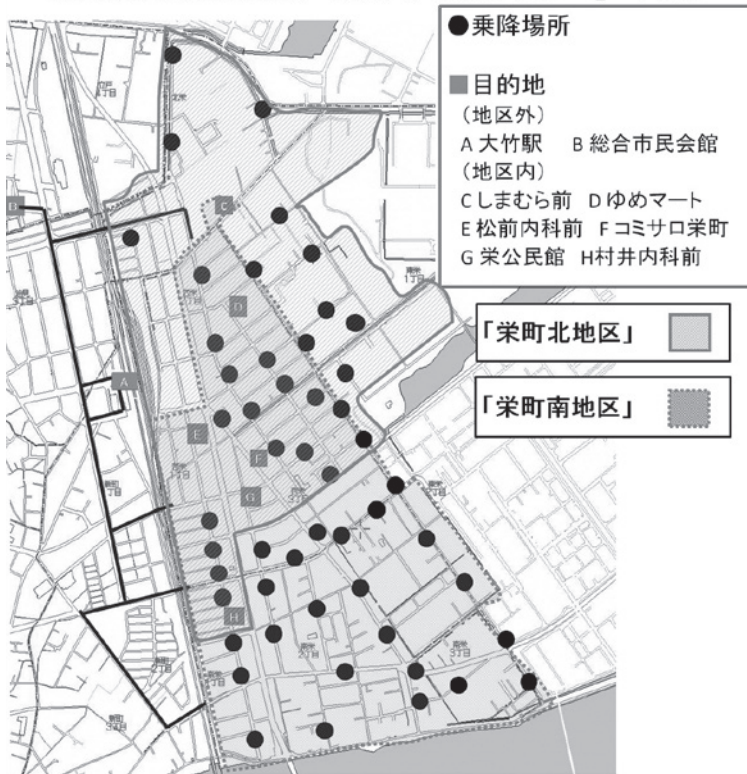 ●乗降場所
■目的地
（地区外）
A 大竹駅 B 総合市民会館
（地区内）
C しまむら前 D ゆめマート
E 松前内科前 F コミサロ栄町
G 栄公民館 H 村井内科前
「栄町北地区」
「栄町南地区」
C
B
D
A
E
F
G
H